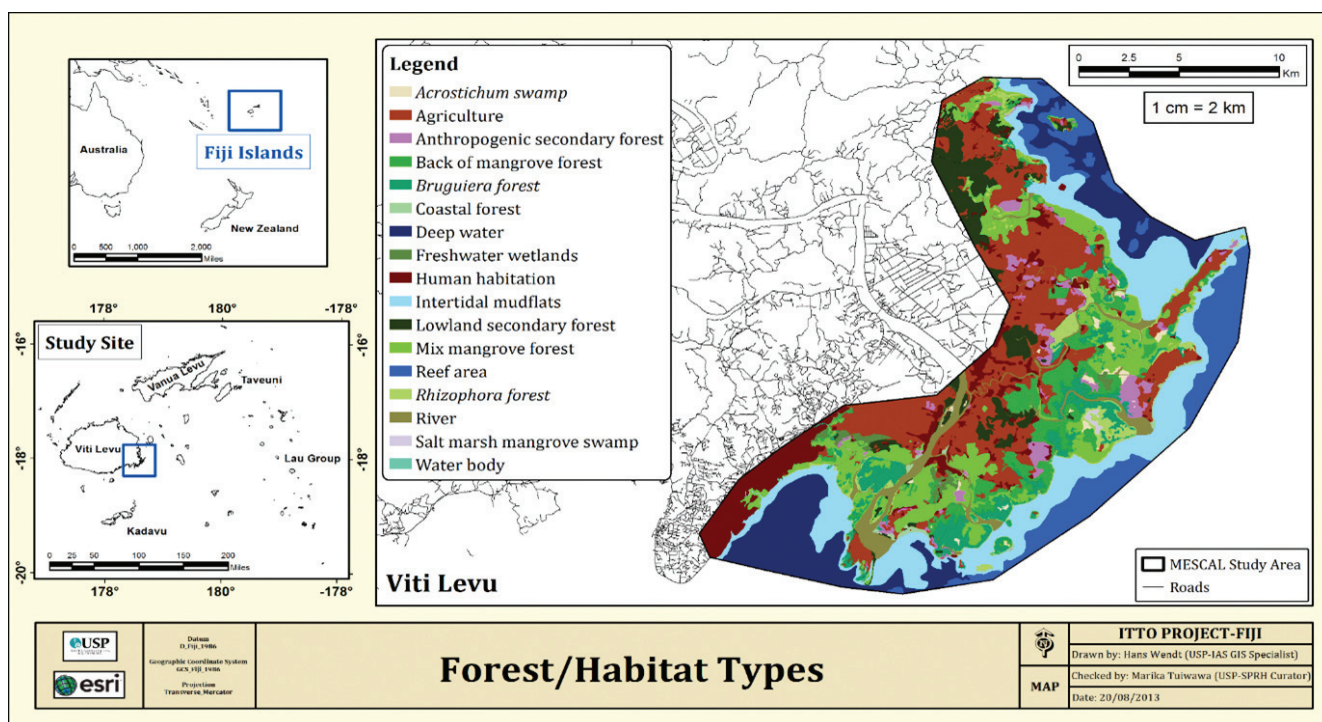 Australia
Fiji Islands
New Zealand
0 500 1,000 2,000
Miles
178° 180° -178°
-16°
-18°
-20°
Study Site
Vanua Levu
Taveuni
Viti Levu
Lau Group
-18°
Kadavu
0 25 50 100 150 200
Miles
178° 180° -178°
Legend
Acrostichum swamp
Agriculture
Anthropogenic secondary forest
Back of mangrove forest
Bruguiera forest
Coastal forest
Deep water
Freshwater wetlands
Human habitation
Intertidal mudflats
Lowland secondary forest
Mix mangrove forest
Reef area
Rhizophora forest
River
Salt marsh mangrove swamp
Water body
0 2.5 5 10
Km
1 cm = 2 km
Viti Levu
MESCAL Study Area
Roads
USP
esri
Datum
D_Fiji_1986
Geographic Coordinate System
GCS_Fiji_1986
Projection
Transverse_Mercator
Forest/Habitat Types
N
MAP
ITTO PROJECT-FIJI
Drawn by: Hans Wendt (USP-IAS GIS Specialist)
Checked by: Marika Tuiwawa (USP-SPRH Curator)
Date: 20/08/2013